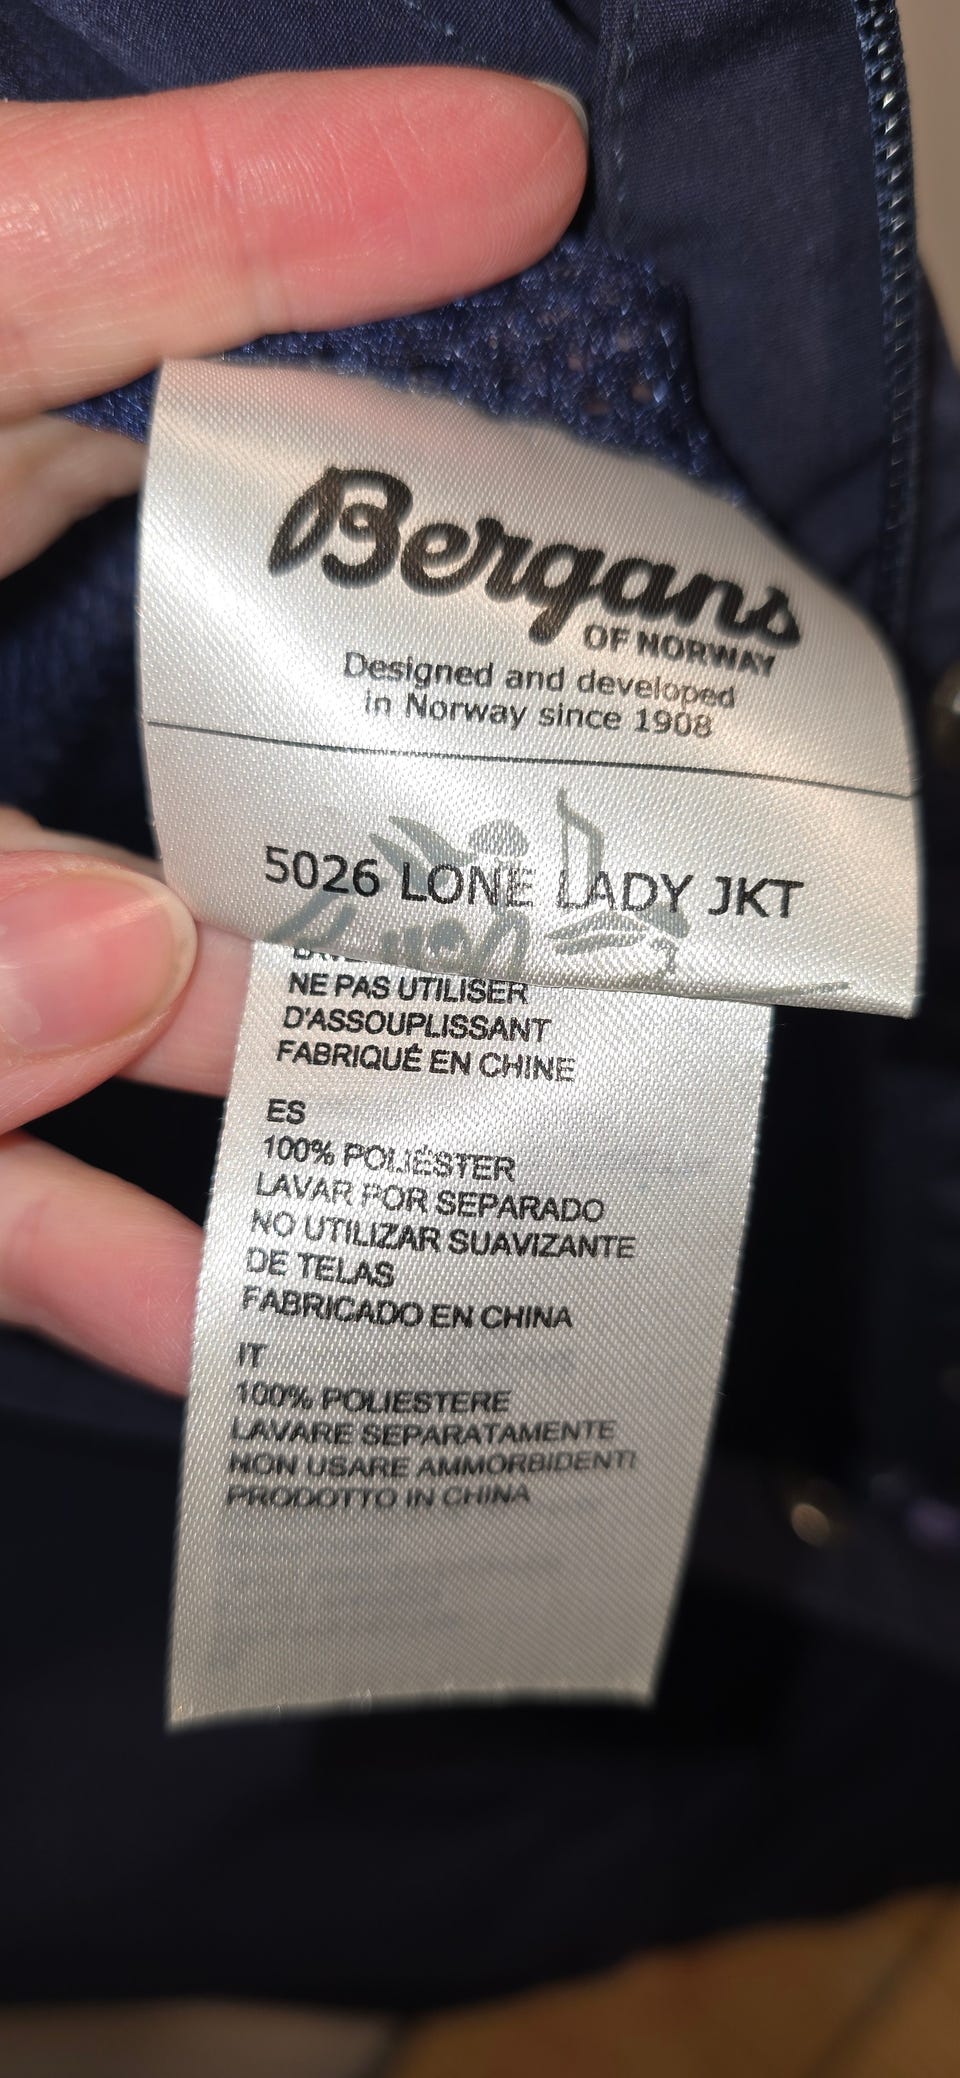 Bergans
OF NORWAY
Designed and developed
in Norway since 1908
5026 LONE LADY JKT
NE PAS UTILISER
D'ASSOUPLISSANT
FABRIQUÉ EN CHINE
ES
100% POLIÉSTER
LAVAR POR SEPARADO
NO UTILIZAR SUAVIZANTE
DE TELAS
FABRICADO EN CHINA
IT
100% POLIESTERE
LAVARE SEPARATAMENTE
NON USARE AMMORBIDENTI
PRODOTTO IN CHINA